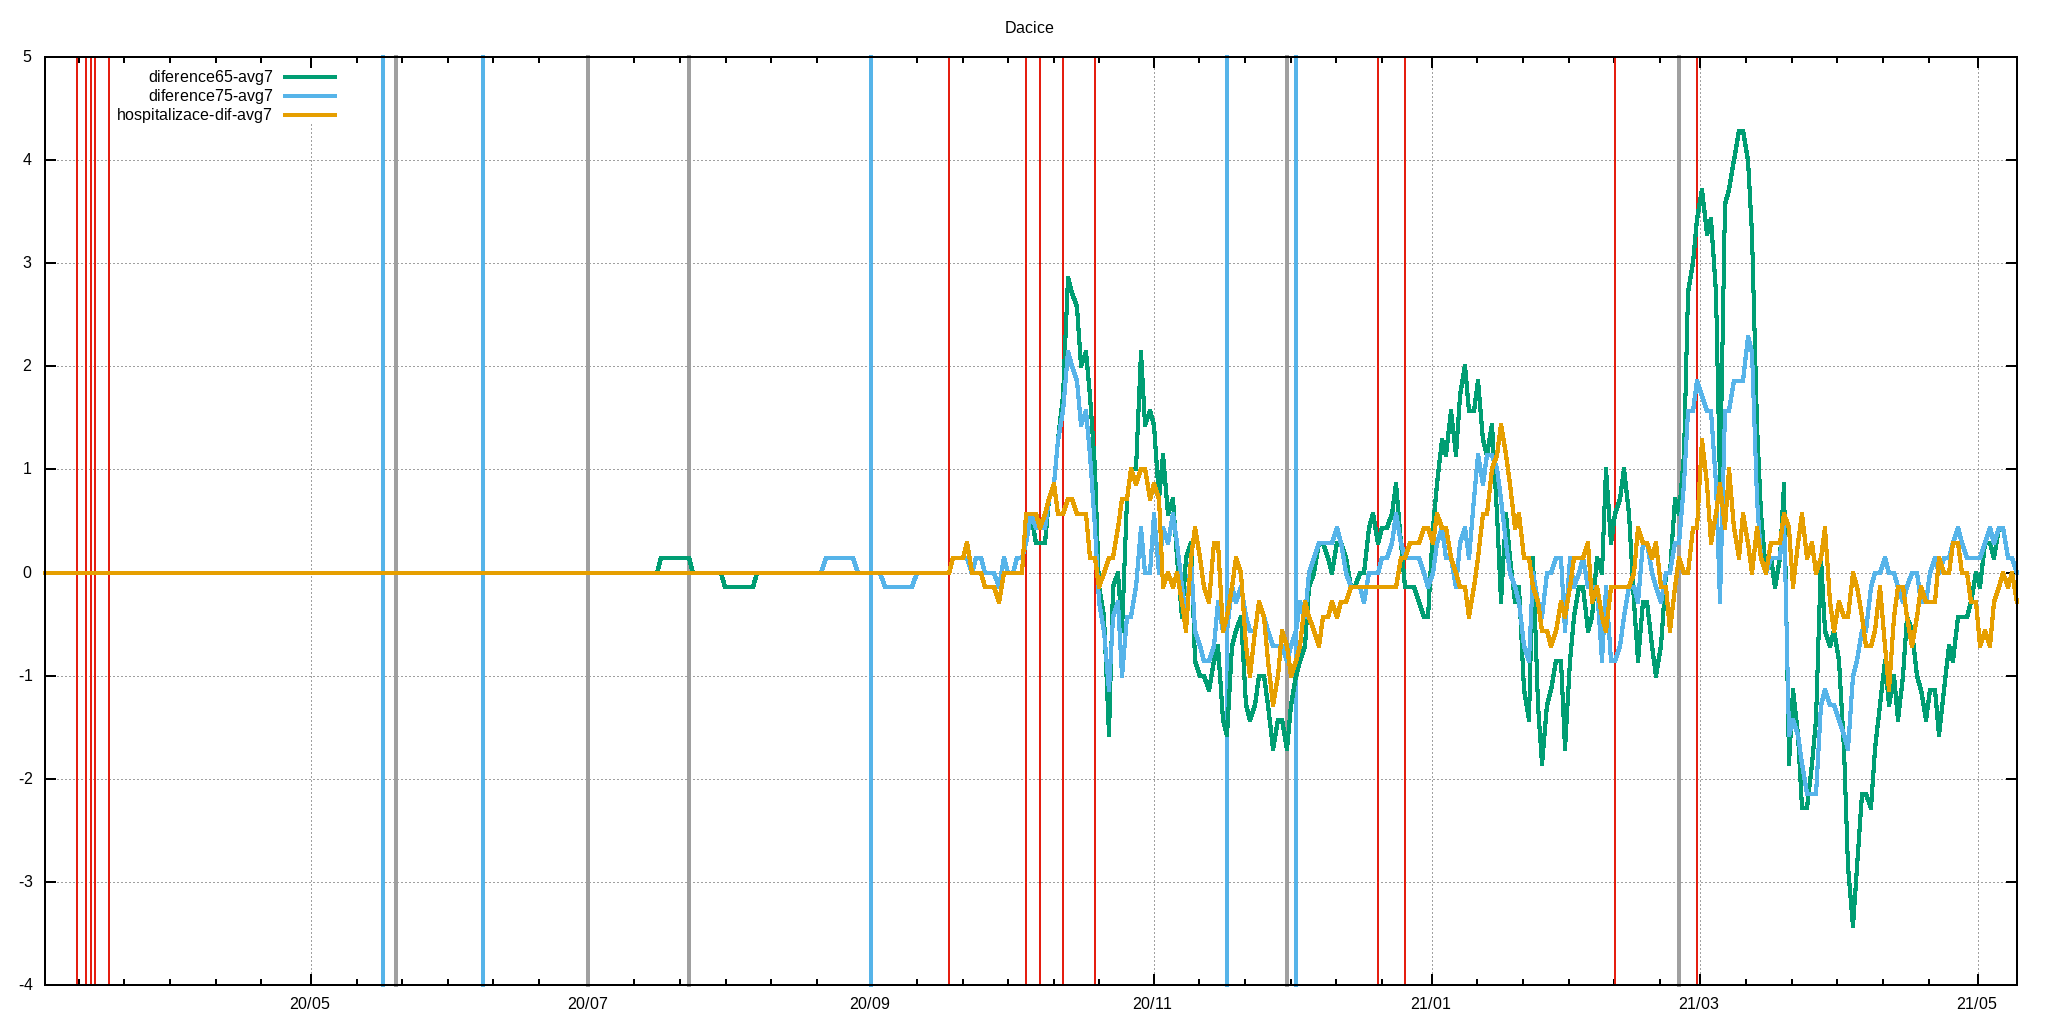 Dacice
diference65-avg7
diference75-avg7
hospitalizace-dif-avg7
5
4
3
2
1
0
-1
-2
-3
-4
20/05 20/07 20/09 20/11 21/01 21/03 21/05